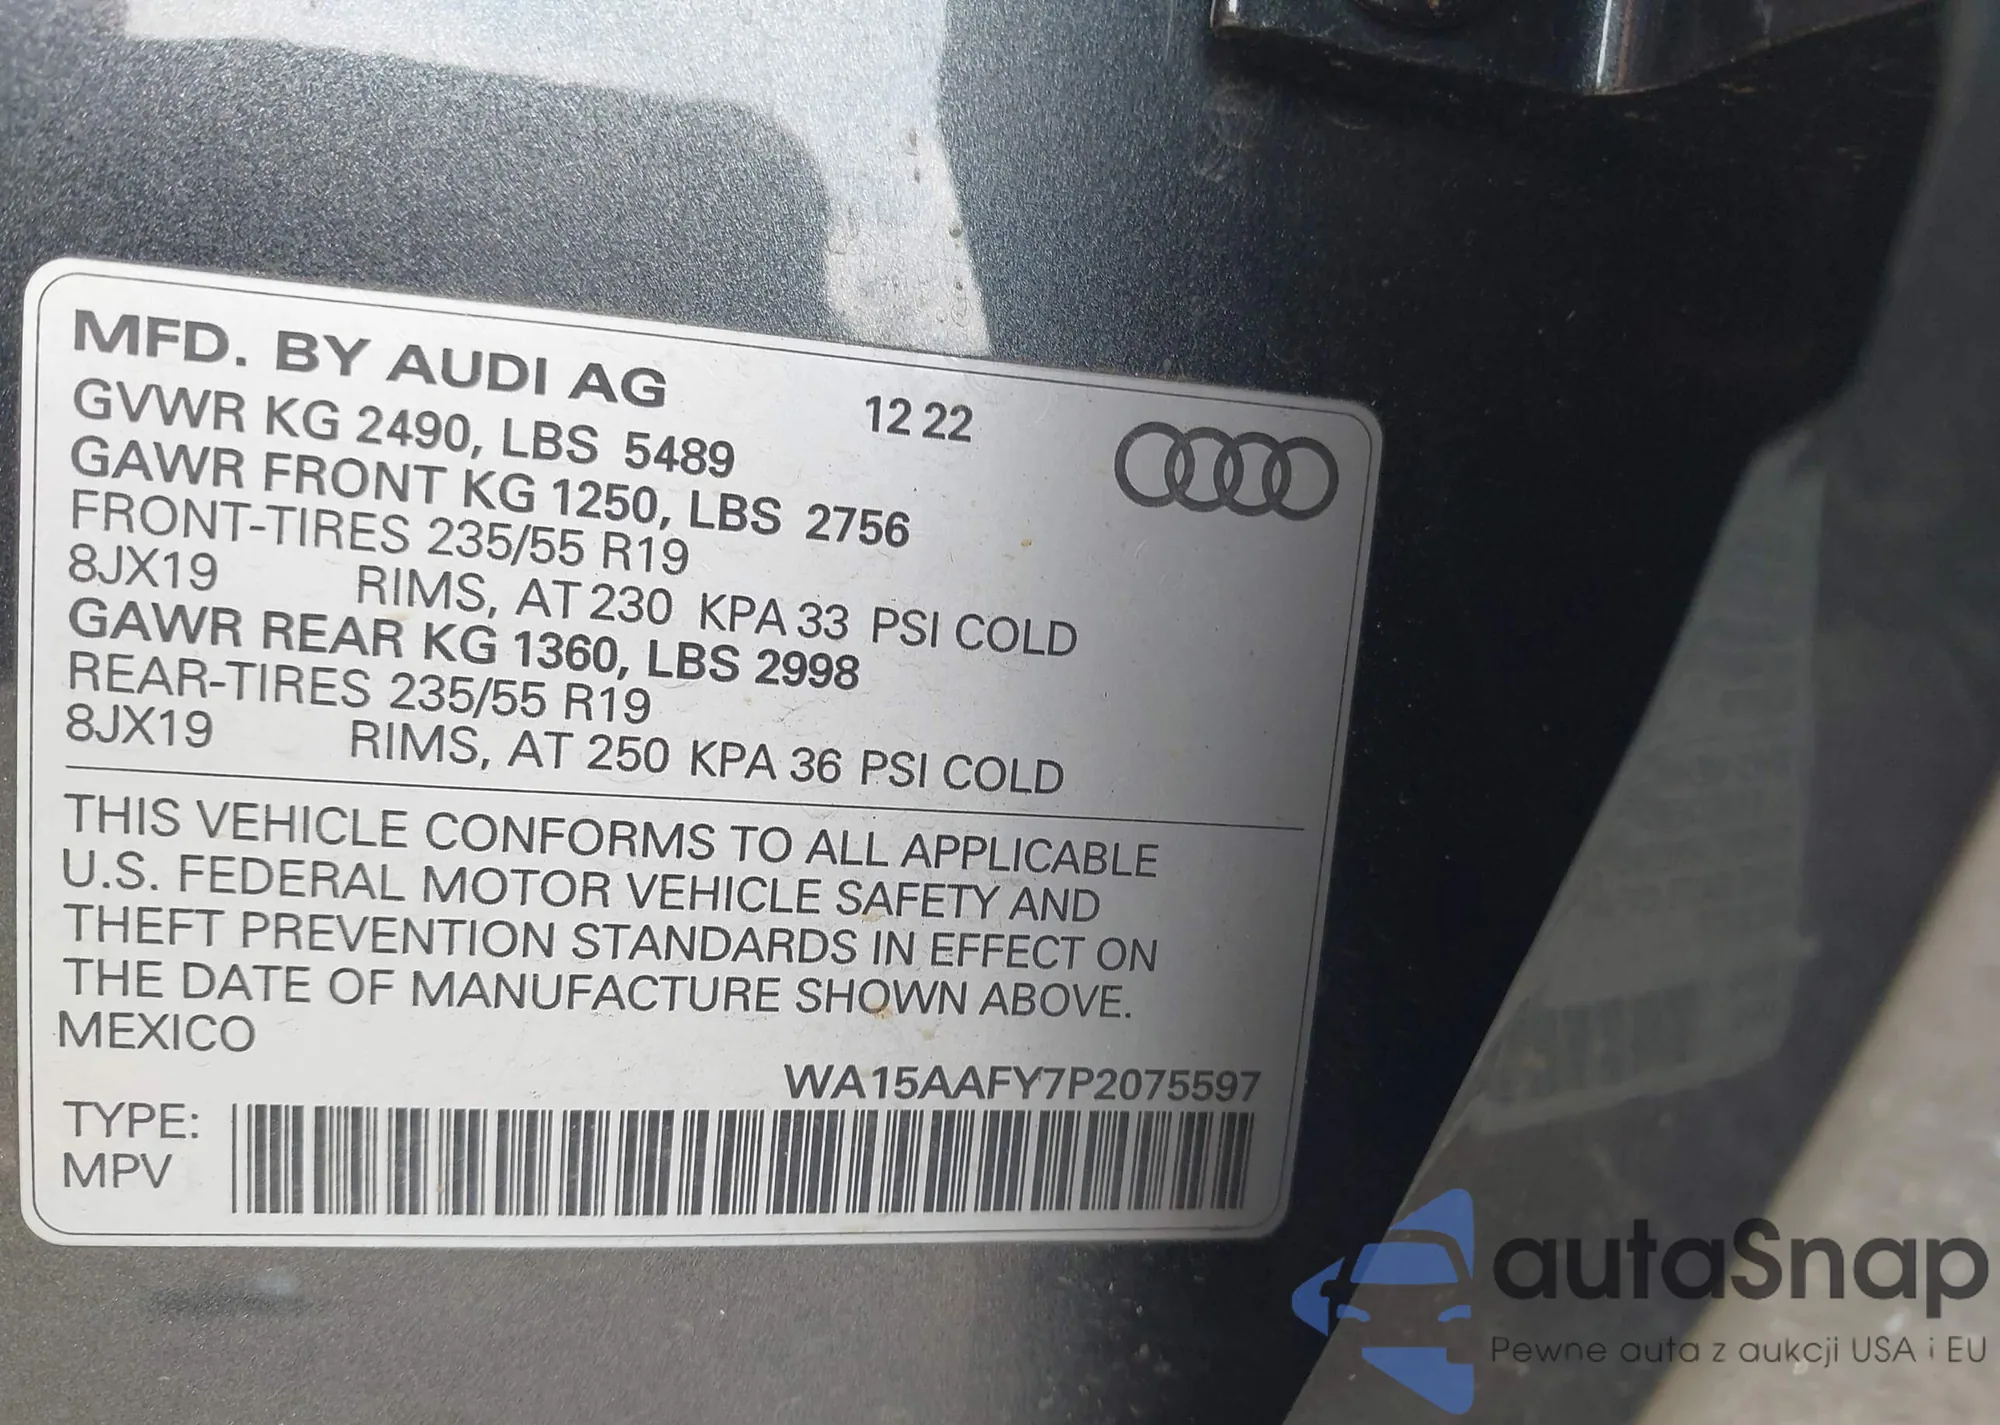 MFD. BY AUDI AG
12 22
GVWR KG 2490, LBS 5489
GAWR FRONT KG 1250, LBS 2756
FRONT-TIRES 235/55 R19
8JX19 RIMS, AT 230 KPA 33 PSI COLD
GAWR REAR KG 1360, LBS 2998
REAR-TIRES 235/55 R19
8JX19 RIMS, AT 250 KPA 36 PSI COLD
THIS VEHICLE CONFORMS TO ALL APPLICABLE
U.S. FEDERAL MOTOR VEHICLE SAFETY AND
THEFT PREVENTION STANDARDS IN EFFECT ON
THE DATE OF MANUFACTURE SHOWN ABOVE.
MEXICO
WA15AAFY7P2075597
TYPE:
MPV
autaSnap
Pewne auta z aukcji USA i EU